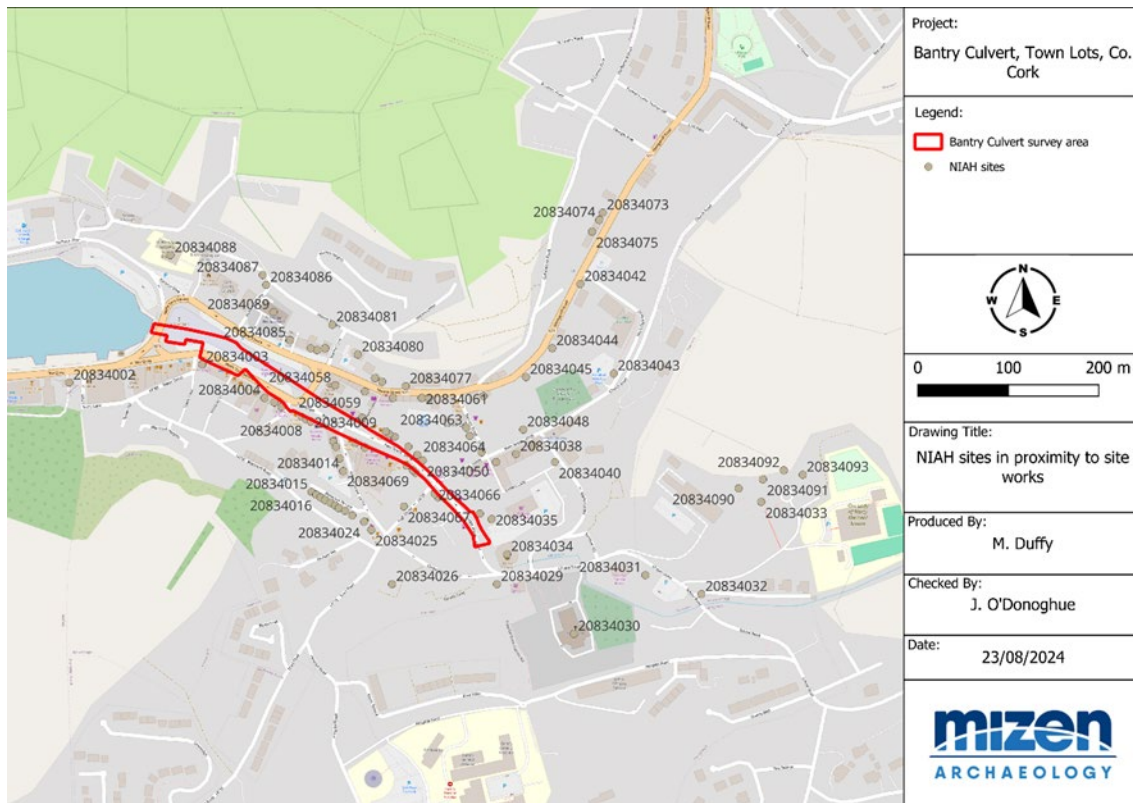 Project:
Bantry Culvert, Town Lots, Co.
Cork
Legend:
Bantry Culvert survey area
NIAH sites
N
W E
S
0 100 200 m
Drawing Title:
NIAH sites in proximity to site
works
Produced By:
M. Duffy
Checked By:
J. O'Donoghue
Date:
23/08/2024
mizen
ARCHAEOLOGY
20834073
20834074
20834075
20834088
20834087
20834086
20834042
20834089
20834081
20834085
20834080
20834044
20834003
20834002
20834058
20834077
20834045
20834043
20834004
20834059
20834061
20834008
20834009
20834063
20834048
20834064
20834038
20834014
20834050
20834040
20834092
20834093
20834015
20834069
20834090
20834091
20834016
20834066
20834033
20834024
20834067
20834035
20834025
20834034
20834026
20834029
20834031
20834032
20834030